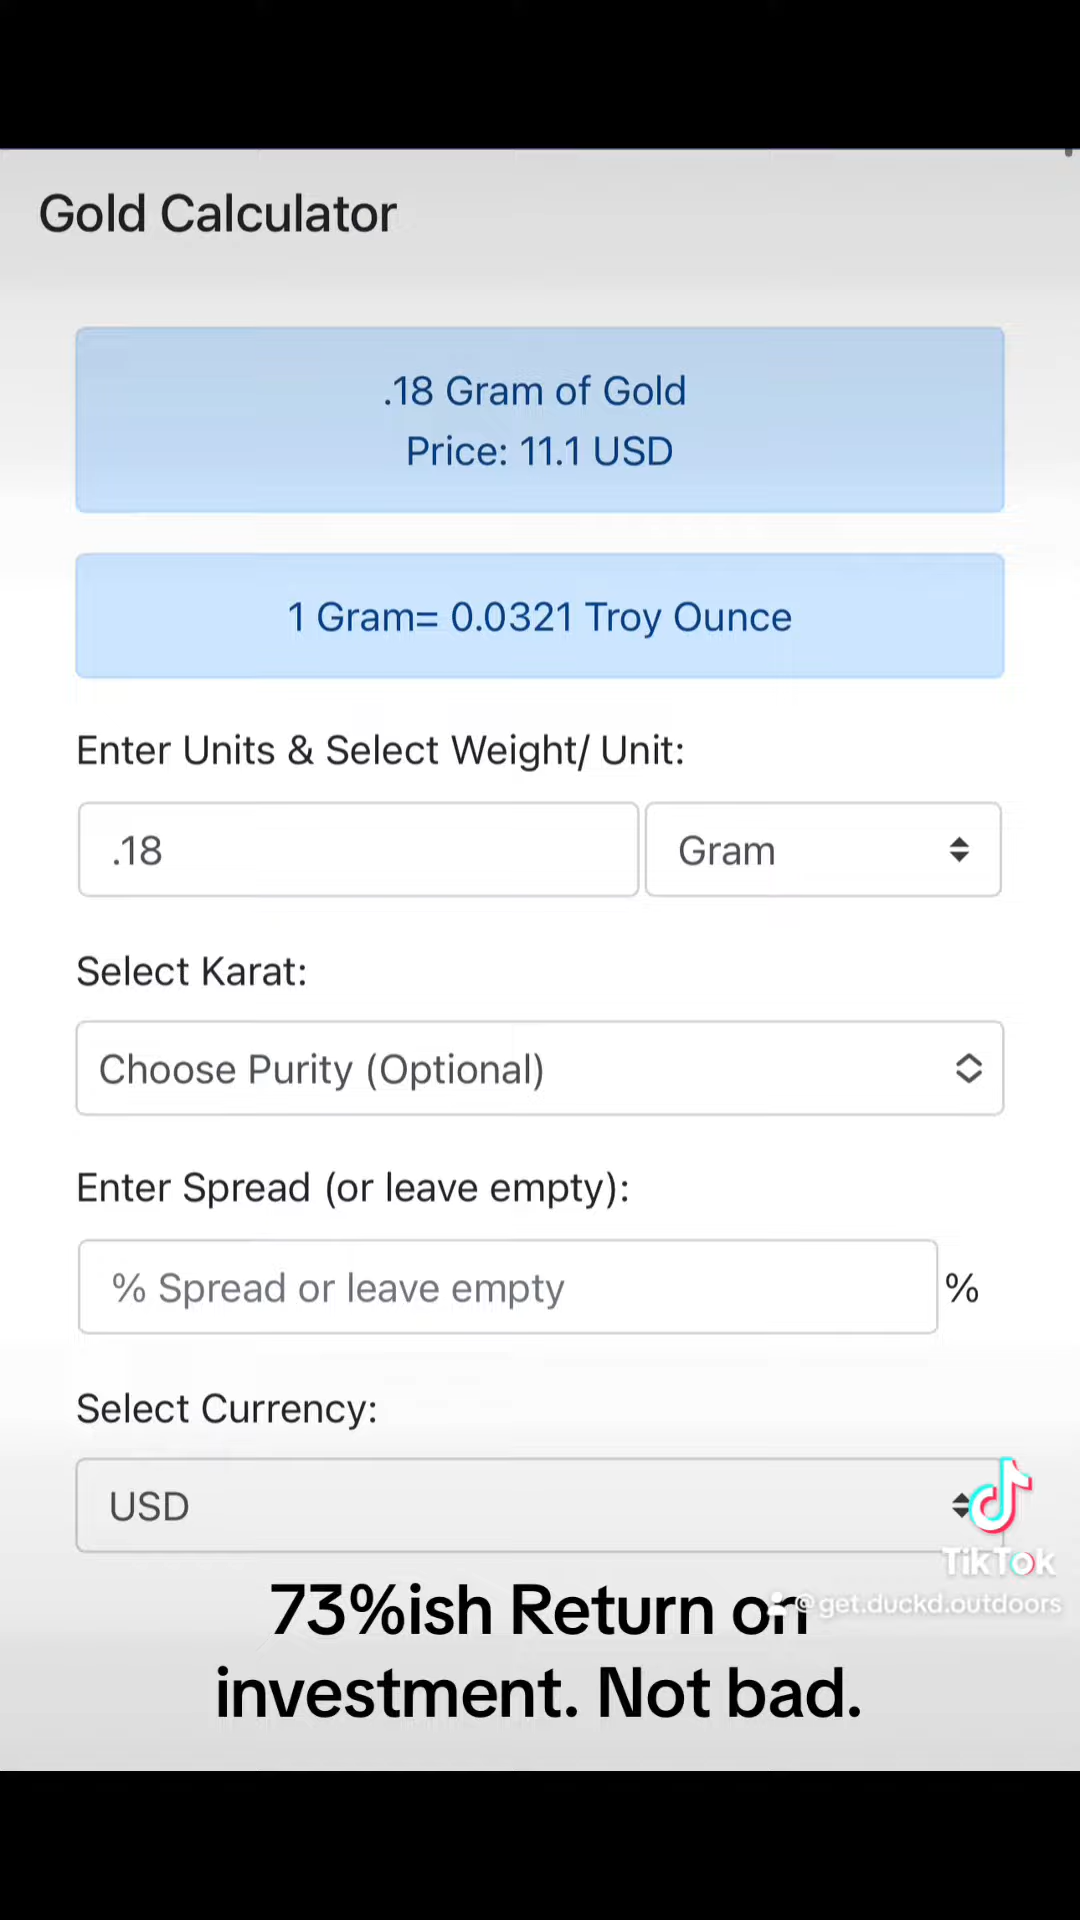 Gold Calculator
.18 Gram of Gold
Price: 11.1 USD
1 Gram= 0.0321 Troy Ounce
Enter Units & Select Weight/ Unit:
.18
Gram
Select Karat:
Choose Purity (Optional)
Enter Spread (or leave empty):
% Spread or leave empty
%
Select Currency:
USD
TikTok
@get.duckd.outdoors
73%ish Return on
investment. Not bad.